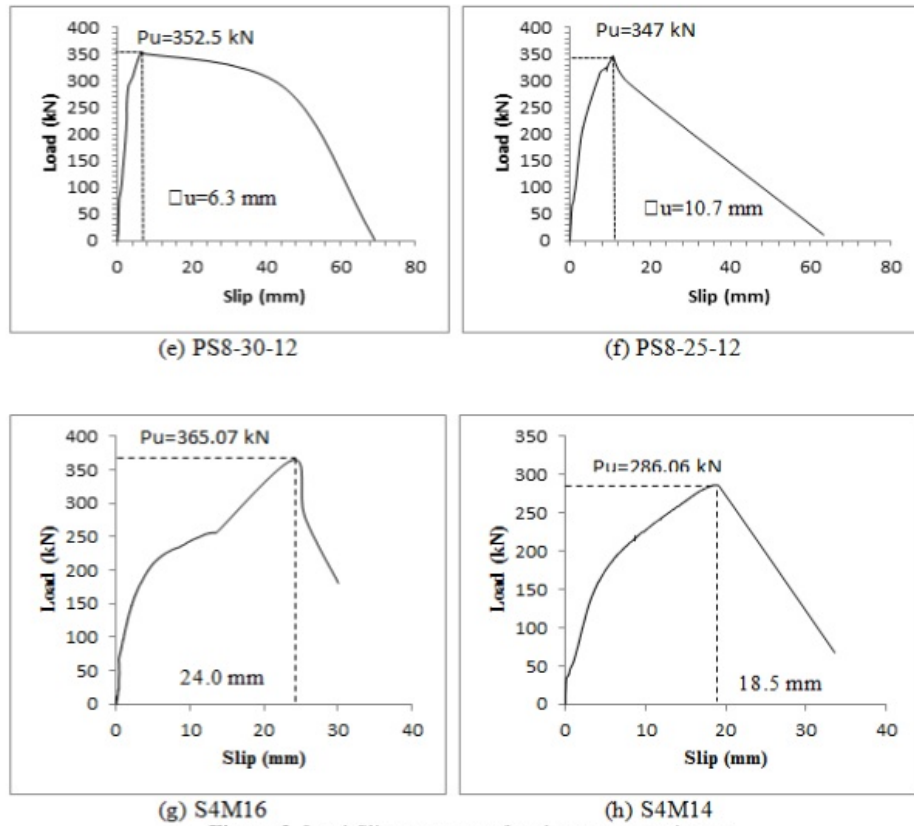 Pu=352.5 kN
Load (kN)
400
350
300
250
200
150
100
50
0
□u=6.3 mm
0 20 40 60 80
Slip (mm)
(e) PS8-30-12
Pu=347 kN
Load (kN)
400
350
300
250
200
150
100
50
0
□u=10.7 mm
0 20 40 60 80
Slip (mm)
(f) PS8-25-12
Pu=365.07 kN
Load (kN)
400
350
300
250
200
150
100
50
0
24.0 mm
0 10 20 30 40
Slip (mm)
(g) S4M16
Pu=286.06 kN
Load (kN)
350
300
250
200
150
100
50
0
18.5 mm
0 10 20 30 40
Slip (mm)
(h) S4M14